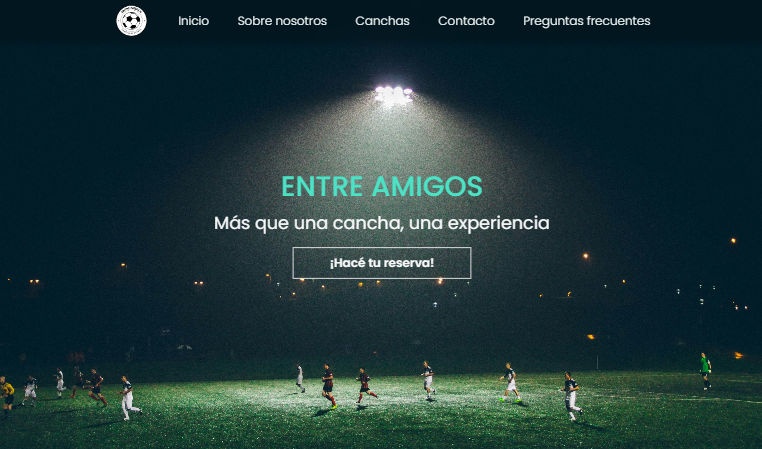 Inicio Sobre nosotros Canchas Contacto Preguntas frecuentes
ENTRE AMIGOS
Más que una cancha, una experiencia
¡Hacé tu reserva!